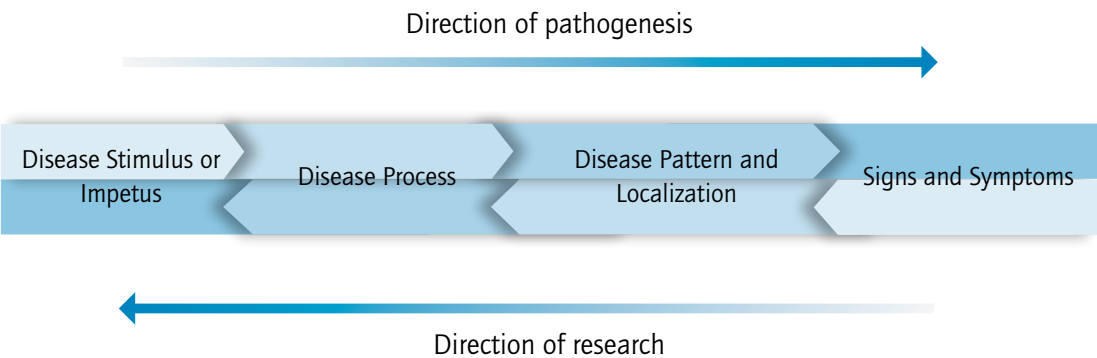 Direction of pathogenesis
Disease Stimulus or
Impetus
Disease Process
Disease Pattern and
Localization
Signs and Symptoms
Direction of research